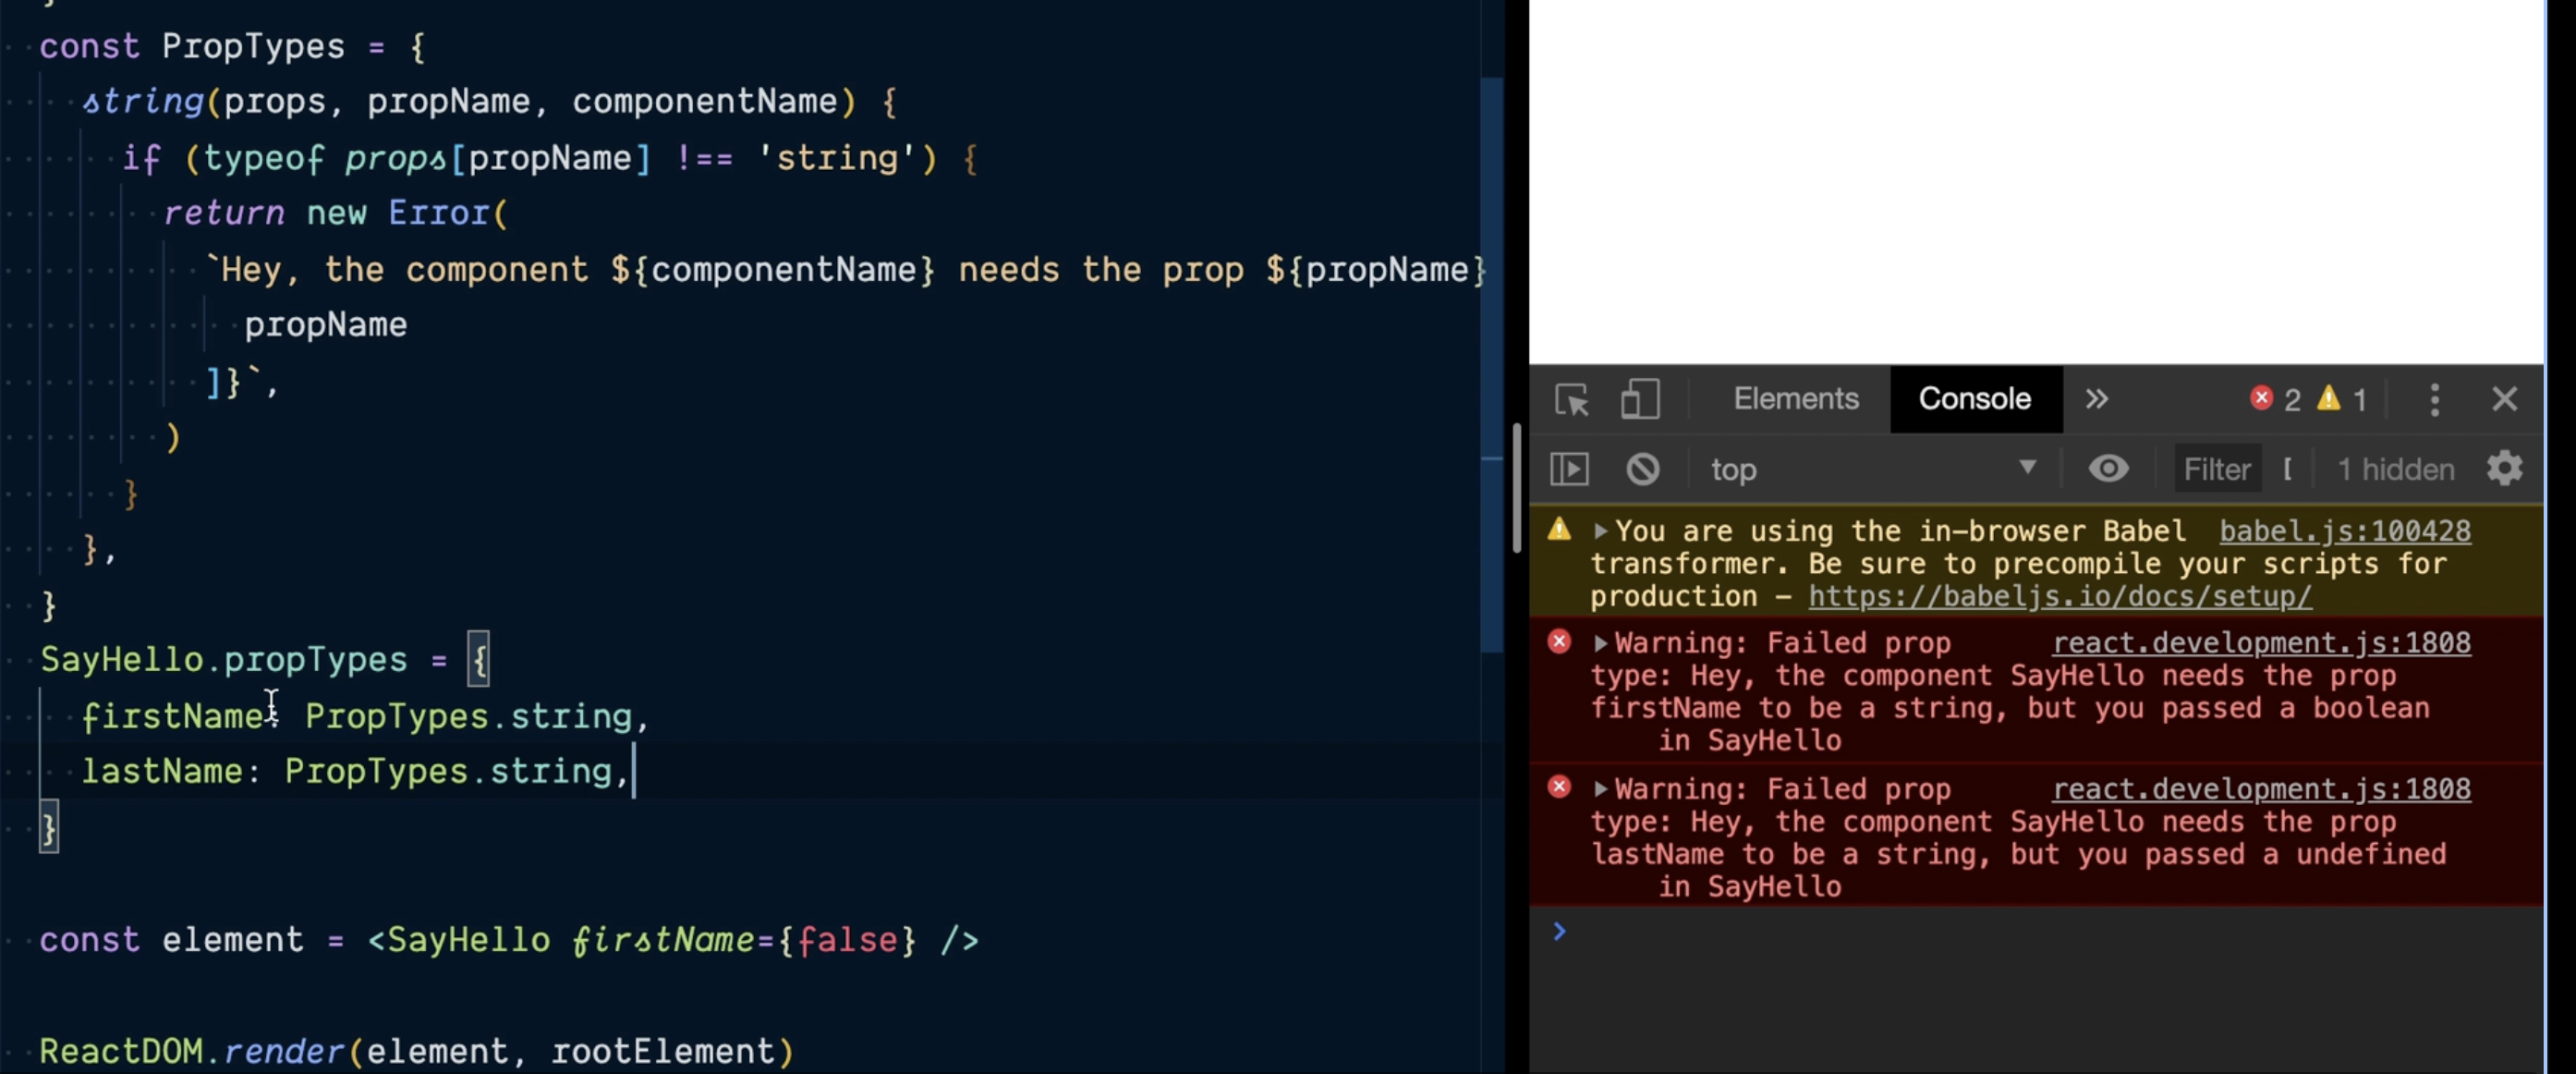 }
const PropTypes = {
string(props, propName, componentName) {
if (typeof props[propName] !== 'string') {
return new Error(
`Hey, the component ${componentName} needs the prop ${propName}
propName
]}`,
)
}
},
}
SayHello.propTypes = {
firstName: PropTypes.string,
lastName: PropTypes.string,
}
const element = <SayHello firstName={false} />
ReactDOM.render(element, rootElement)
Elements Console » 2 1
top Filter 1 hidden
You are using the in-browser Babel babel.js:100428
transformer. Be sure to precompile your scripts for
production – https://babeljs.io/docs/setup/
Warning: Failed prop react.development.js:1808
type: Hey, the component SayHello needs the prop
firstName to be a string, but you passed a boolean
in SayHello
Warning: Failed prop react.development.js:1808
type: Hey, the component SayHello needs the prop
lastName to be a string, but you passed a undefined
in SayHello